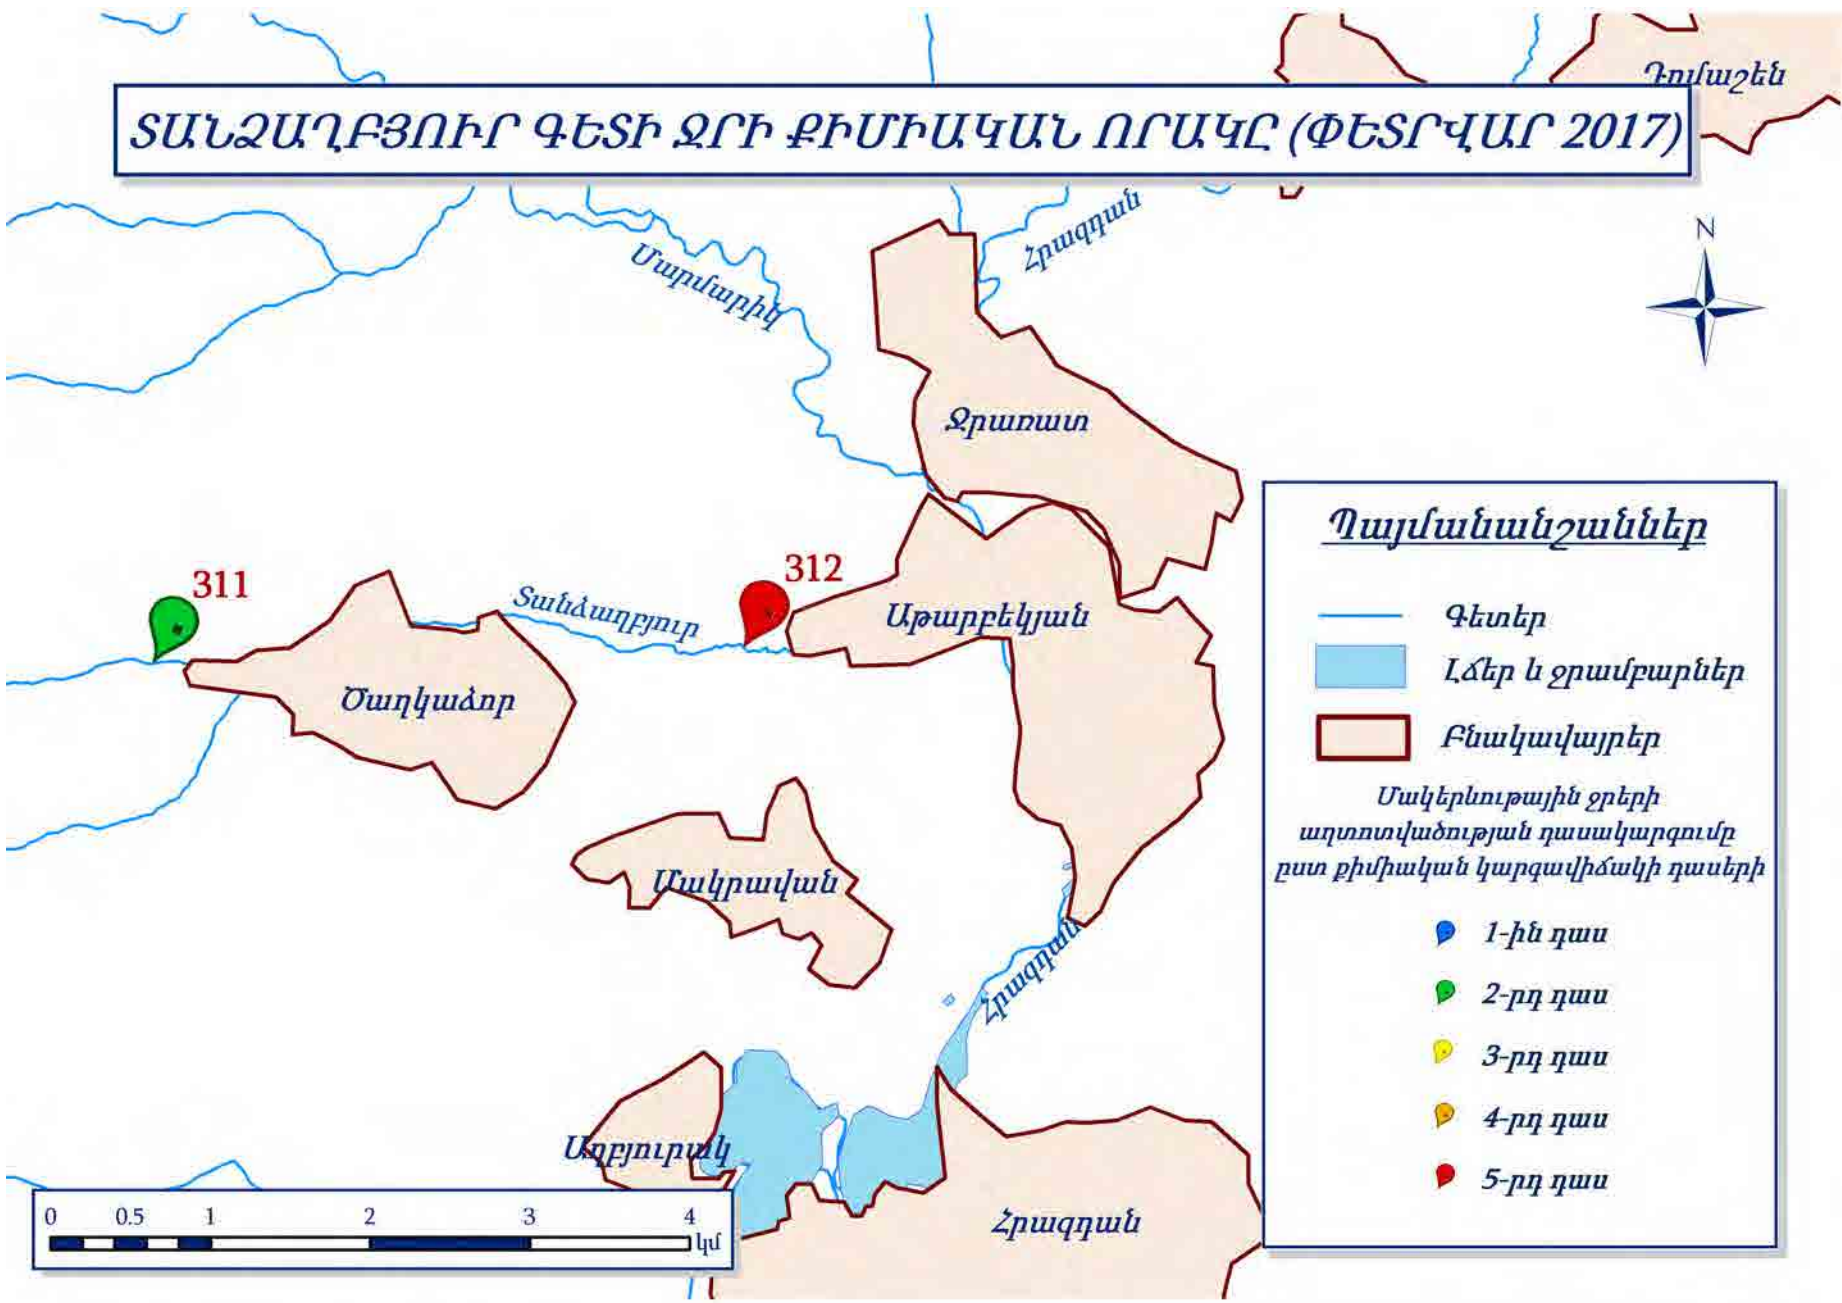 Դոմաշեն
ՏԱՆՁԱՂԲՅՈՒՐ ԳԵՏԻ ՋՐԻ ՔԻՄԻԱԿԱՆ ՈՐԱԿԸ (ՓԵՏՐՎԱՐ 2017)
Հրազդան
N
Մարմարիկ
Ջրառատ
Պայմանանշաններ
312
311
Տանձաղբյուր
Աթարբեկյան
Գետեր
Լճեր և ջրամբարներ
Ծաղկաձոր
Բնակավայրեր
Մակերևութային ջրերի
աղտոտվածության դասակարգումը
ըստ քիմիական կարգավիճակի դասերի
Մակրավան
1-ին դաս
Հրազդան
2-րդ դաս
3-րդ դաս
4-րդ դաս
Աղբյուրակ
5-րդ դաս
0 0.5 1 2 3 4
կմ
Հրազդան